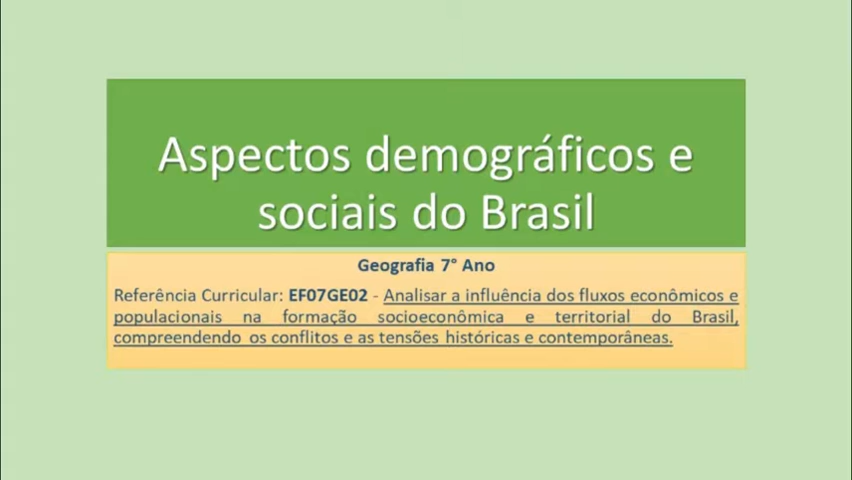 Aspectos demográficos e
sociais do Brasil
Geografia 7° Ano
Referência Curricular: EF07GE02 - Analisar a influência dos fluxos econômicos e
populacionais na formação socioeconômica e territorial do Brasil,
compreendendo os conflitos e as tensões históricas e contemporâneas.